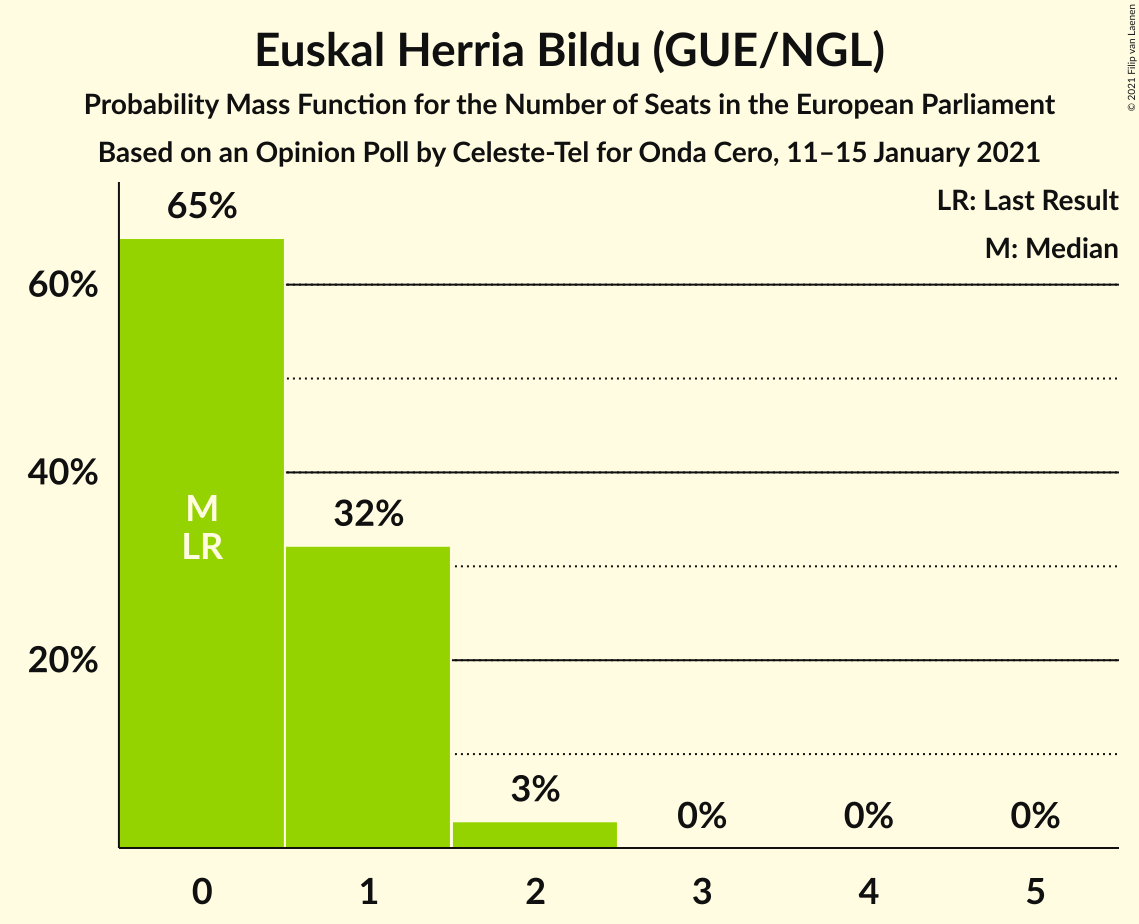 Euskal Herria Bildu (GUE/NGL)
Probability Mass Function for the Number of Seats in the European Parliament
Based on an Opinion Poll by Celeste-Tel for Onda Cero, 11–15 January 2021
© 2021 Filip van Laenen
LR: Last Result
M: Median
65%
60%
40%
20%
M
LR
32%
3%
0%
0%
0%
0
1
2
3
4
5